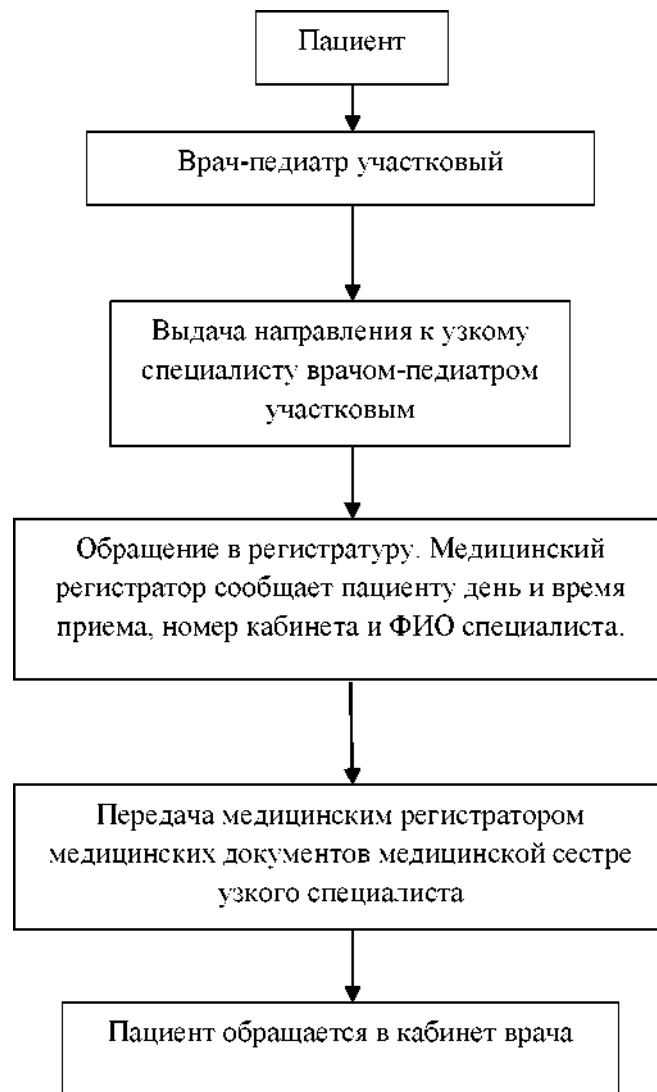 Пациент
Врач-педиатр участковый
Выдача направления к узкому
специалисту врачом-педиатром
участковым
Обращение в регистратуру. Медицинский
регистратор сообщает пациенту день и время
приема, номер кабинета и ФИО специалиста.
Передача медицинским регистратором
медицинских документов медицинской сестре
узкого специалиста
Пациент обращается в кабинет врача